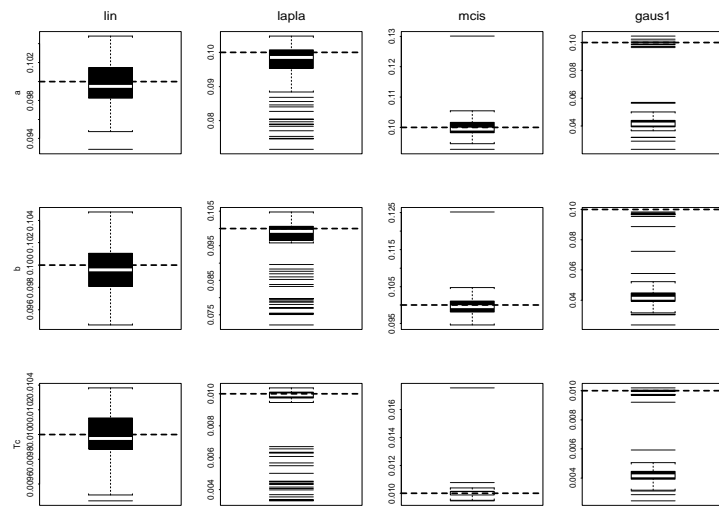 lin lapla mcis gaus1
a
0.094 0.098 0.102
0.08 0.09 0.10
0.10 0.11 0.12 0.13
0.04 0.06 0.08 0.10
b
0.096 0.098 0.100 0.102 0.104
0.075 0.085 0.095 0.105
0.095 0.105 0.115 0.125
0.04 0.06 0.08 0.10
Tc
0.0096 0.0098 0.0100 0.0102 0.0104
0.004 0.006 0.008 0.010
0.010 0.012 0.014 0.016
0.004 0.006 0.008 0.010